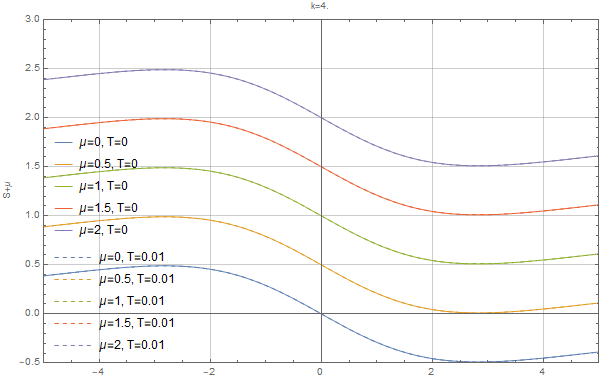 k=4.
3.0
2.5
2.0
1.5
1.0
0.5
0.0
-0.5
S+μ
μ=0, T=0
μ=0.5, T=0
μ=1, T=0
μ=1.5, T=0
μ=2, T=0
μ=0, T=0.01
μ=0.5, T=0.01
μ=1, T=0.01
μ=1.5, T=0.01
μ=2, T=0.01
-4 -2 0 2 4